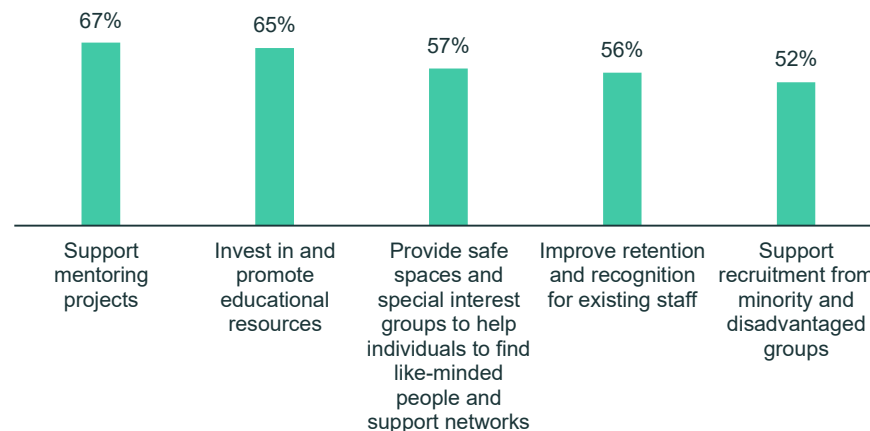 67%
65%
57%
56%
52%
Support
mentoring
projects
Invest in and
promote
educational
resources
Provide safe
spaces and
special interest
groups to help
individuals to find
like-minded
people and
support networks
Improve retention
and recognition
for existing staff
Support
recruitment from
minority and
disadvantaged
groups